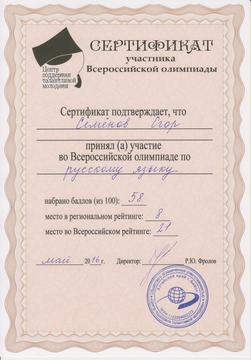 Центр
поддержки
талантливой
молодежи
СЕРТИФИКАТ
участника
Всероссийской олимпиады
Сертификат подтверждает, что
Семёнов Егор
принял (а) участие
во Всероссийской олимпиаде по
русскому языку
набрано баллов (из 100): 58
место в региональном рейтинге: 8
место во Всероссийском рейтинге: 21
май 2016г. Директор: Р.Ю. Фролов